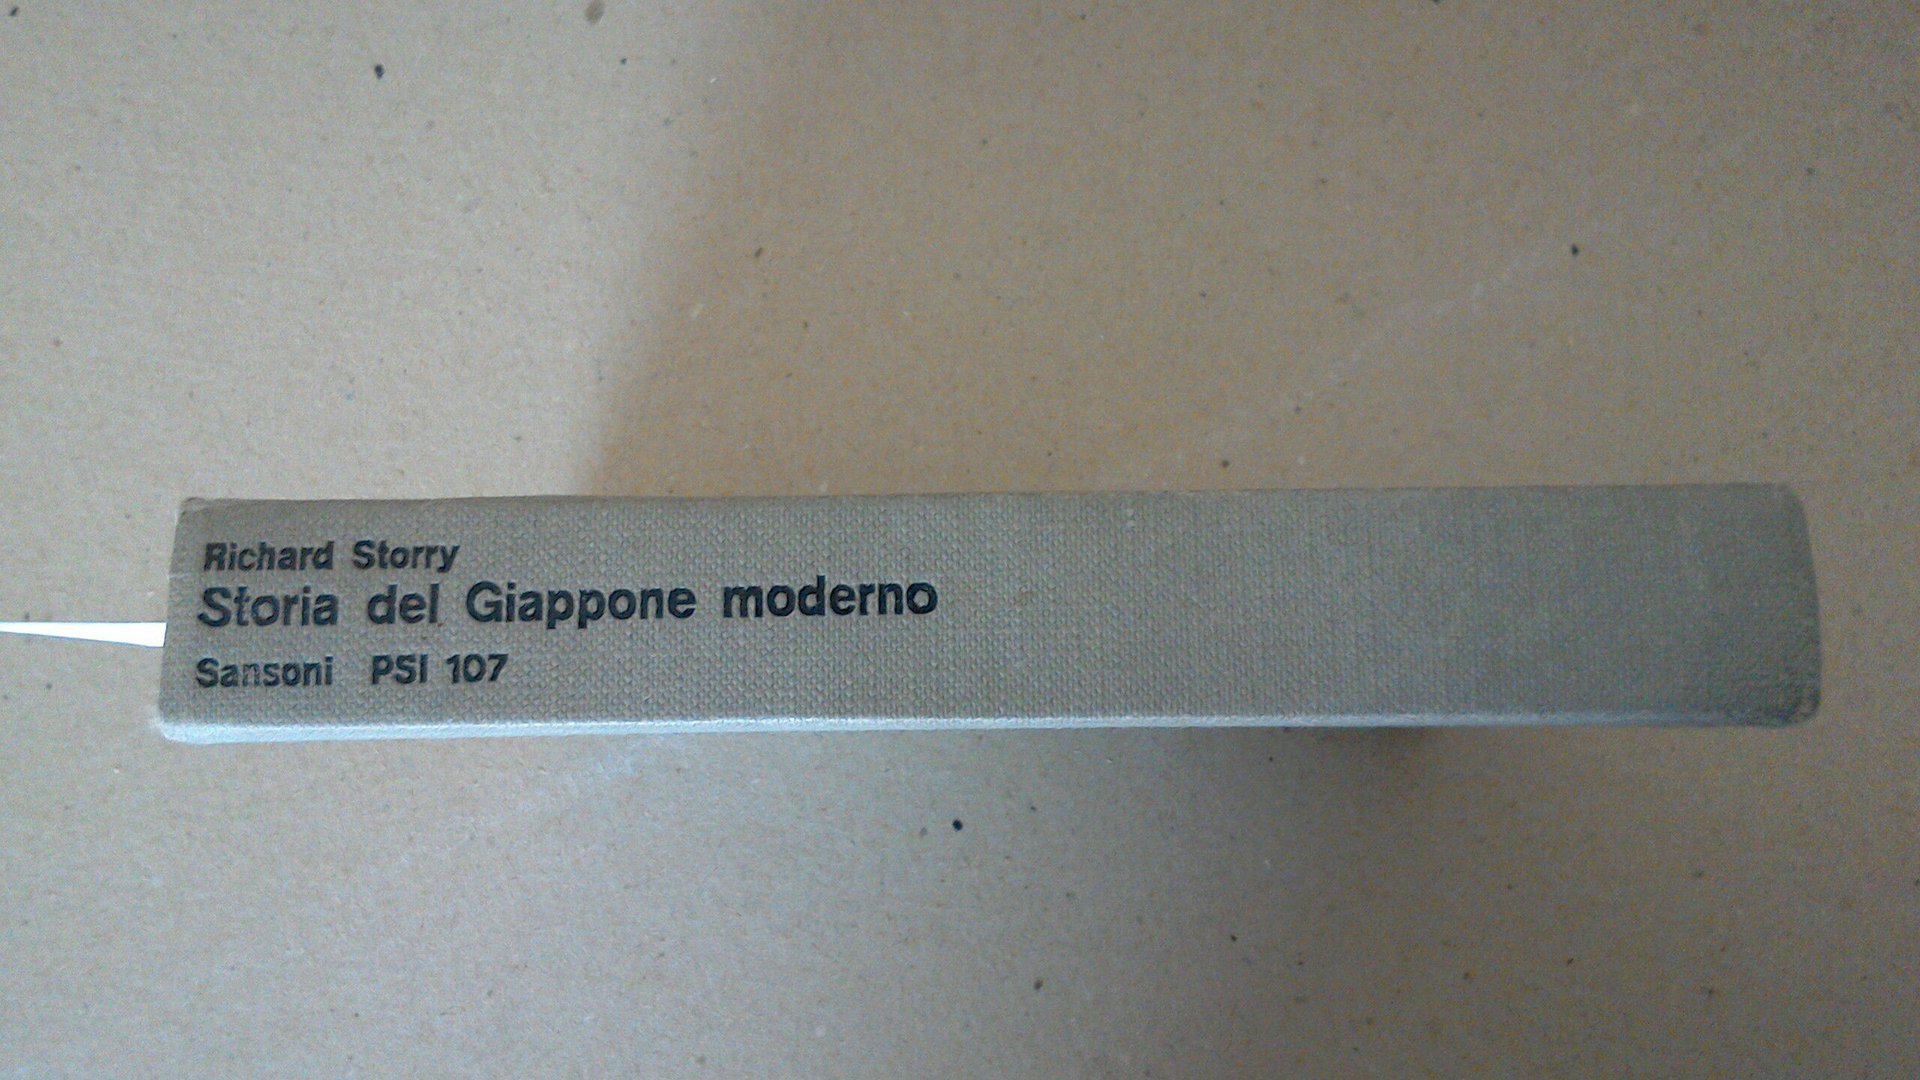 Richard Storry
Storia del Giappone moderno
Sansoni PSI 107